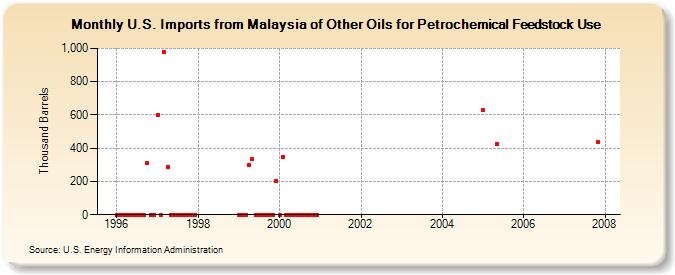 Monthly U.S. Imports from Malaysia of Other Oils for Petrochemical Feedstock Use
Thousand Barrels
1,000
800
600
400
200
0
1996 1998 2000 2002 2004 2006 2008
Source: U.S. Energy Information Administration